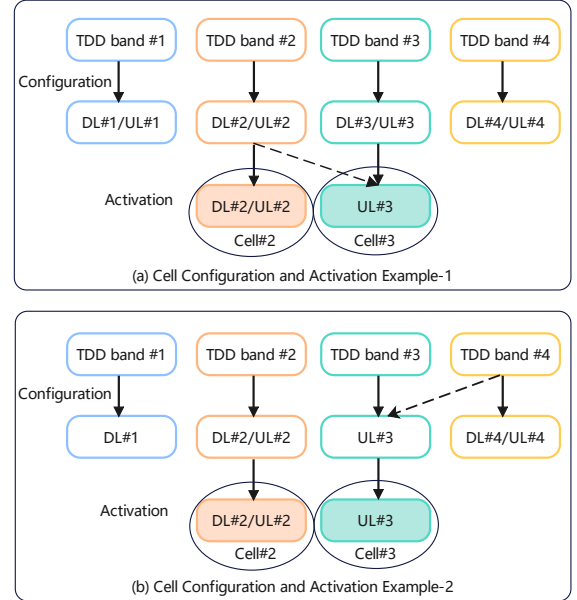 TDD band #1 TDD band #2 TDD band #3 TDD band #4
Configuration
DL#1/UL#1 DL#2/UL#2 DL#3/UL#3 DL#4/UL#4
Activation DL#2/UL#2 UL#3
Cell#2 Cell#3
(a) Cell Configuration and Activation Example-1
TDD band #1 TDD band #2 TDD band #3 TDD band #4
Configuration
DL#1 DL#2/UL#2 UL#3 DL#4/UL#4
Activation DL#2/UL#2 UL#3
Cell#2 Cell#3
(b) Cell Configuration and Activation Example-2